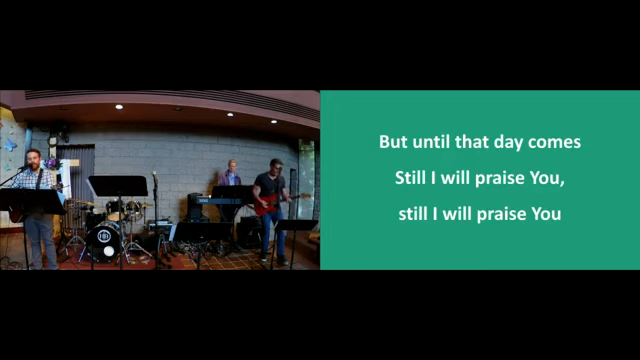 But until that day comes
Still I will praise You,
still I will praise You